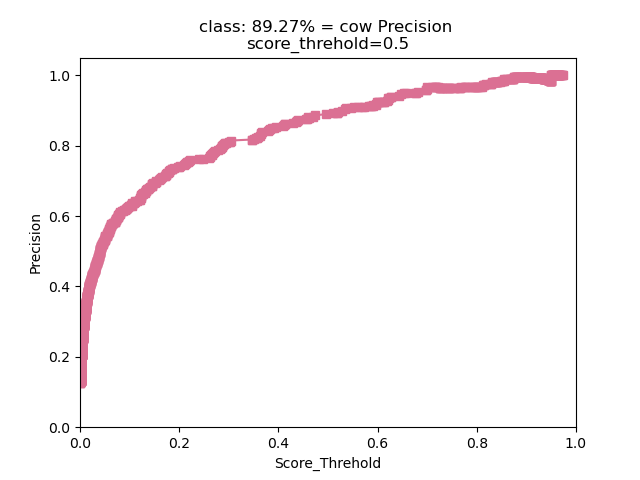 class: 89.27% = cow Precision
score_threhold=0.5
1.0
0.8
0.6
0.4
0.2
0.0
Precision
0.0 0.2 0.4 0.6 0.8 1.0
Score_Threhold